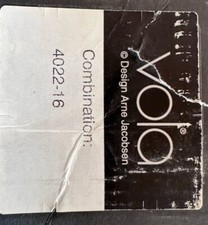 vola®
© Design Arne Jacobsen
Combination:
4022-16